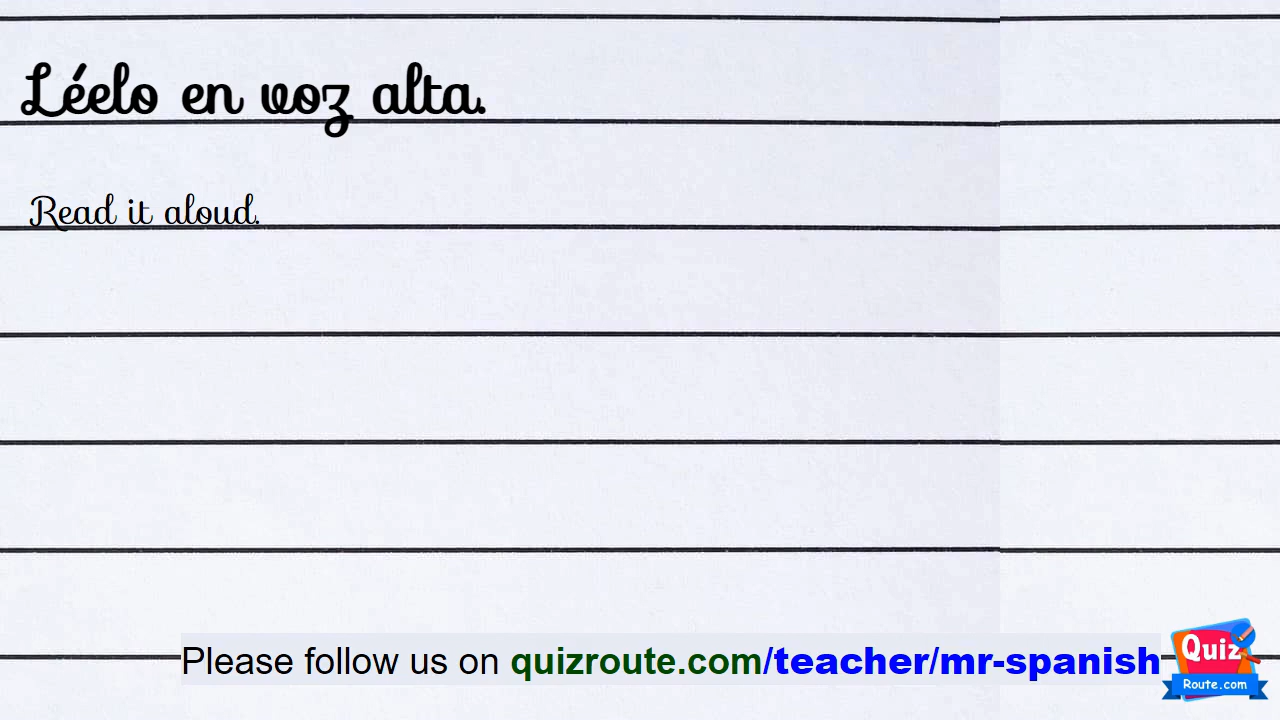 Léelo en voz alta.
Read it aloud.
Please follow us on quizroute.com/teacher/mr-spanish
Quiz
Route.com